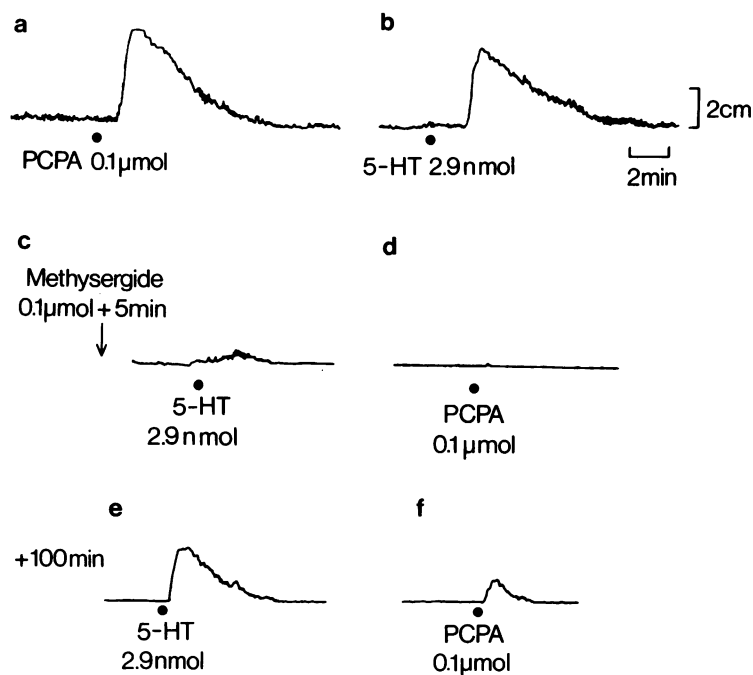 a
PCPA 0.1μmol
b
5-HT 2.9nmol
2cm
2min
c
Methysergide
0.1μmol + 5min
5-HT
2.9nmol
d
PCPA
0.1μmol
+100min
e
5-HT
2.9nmol
f
PCPA
0.1μmol